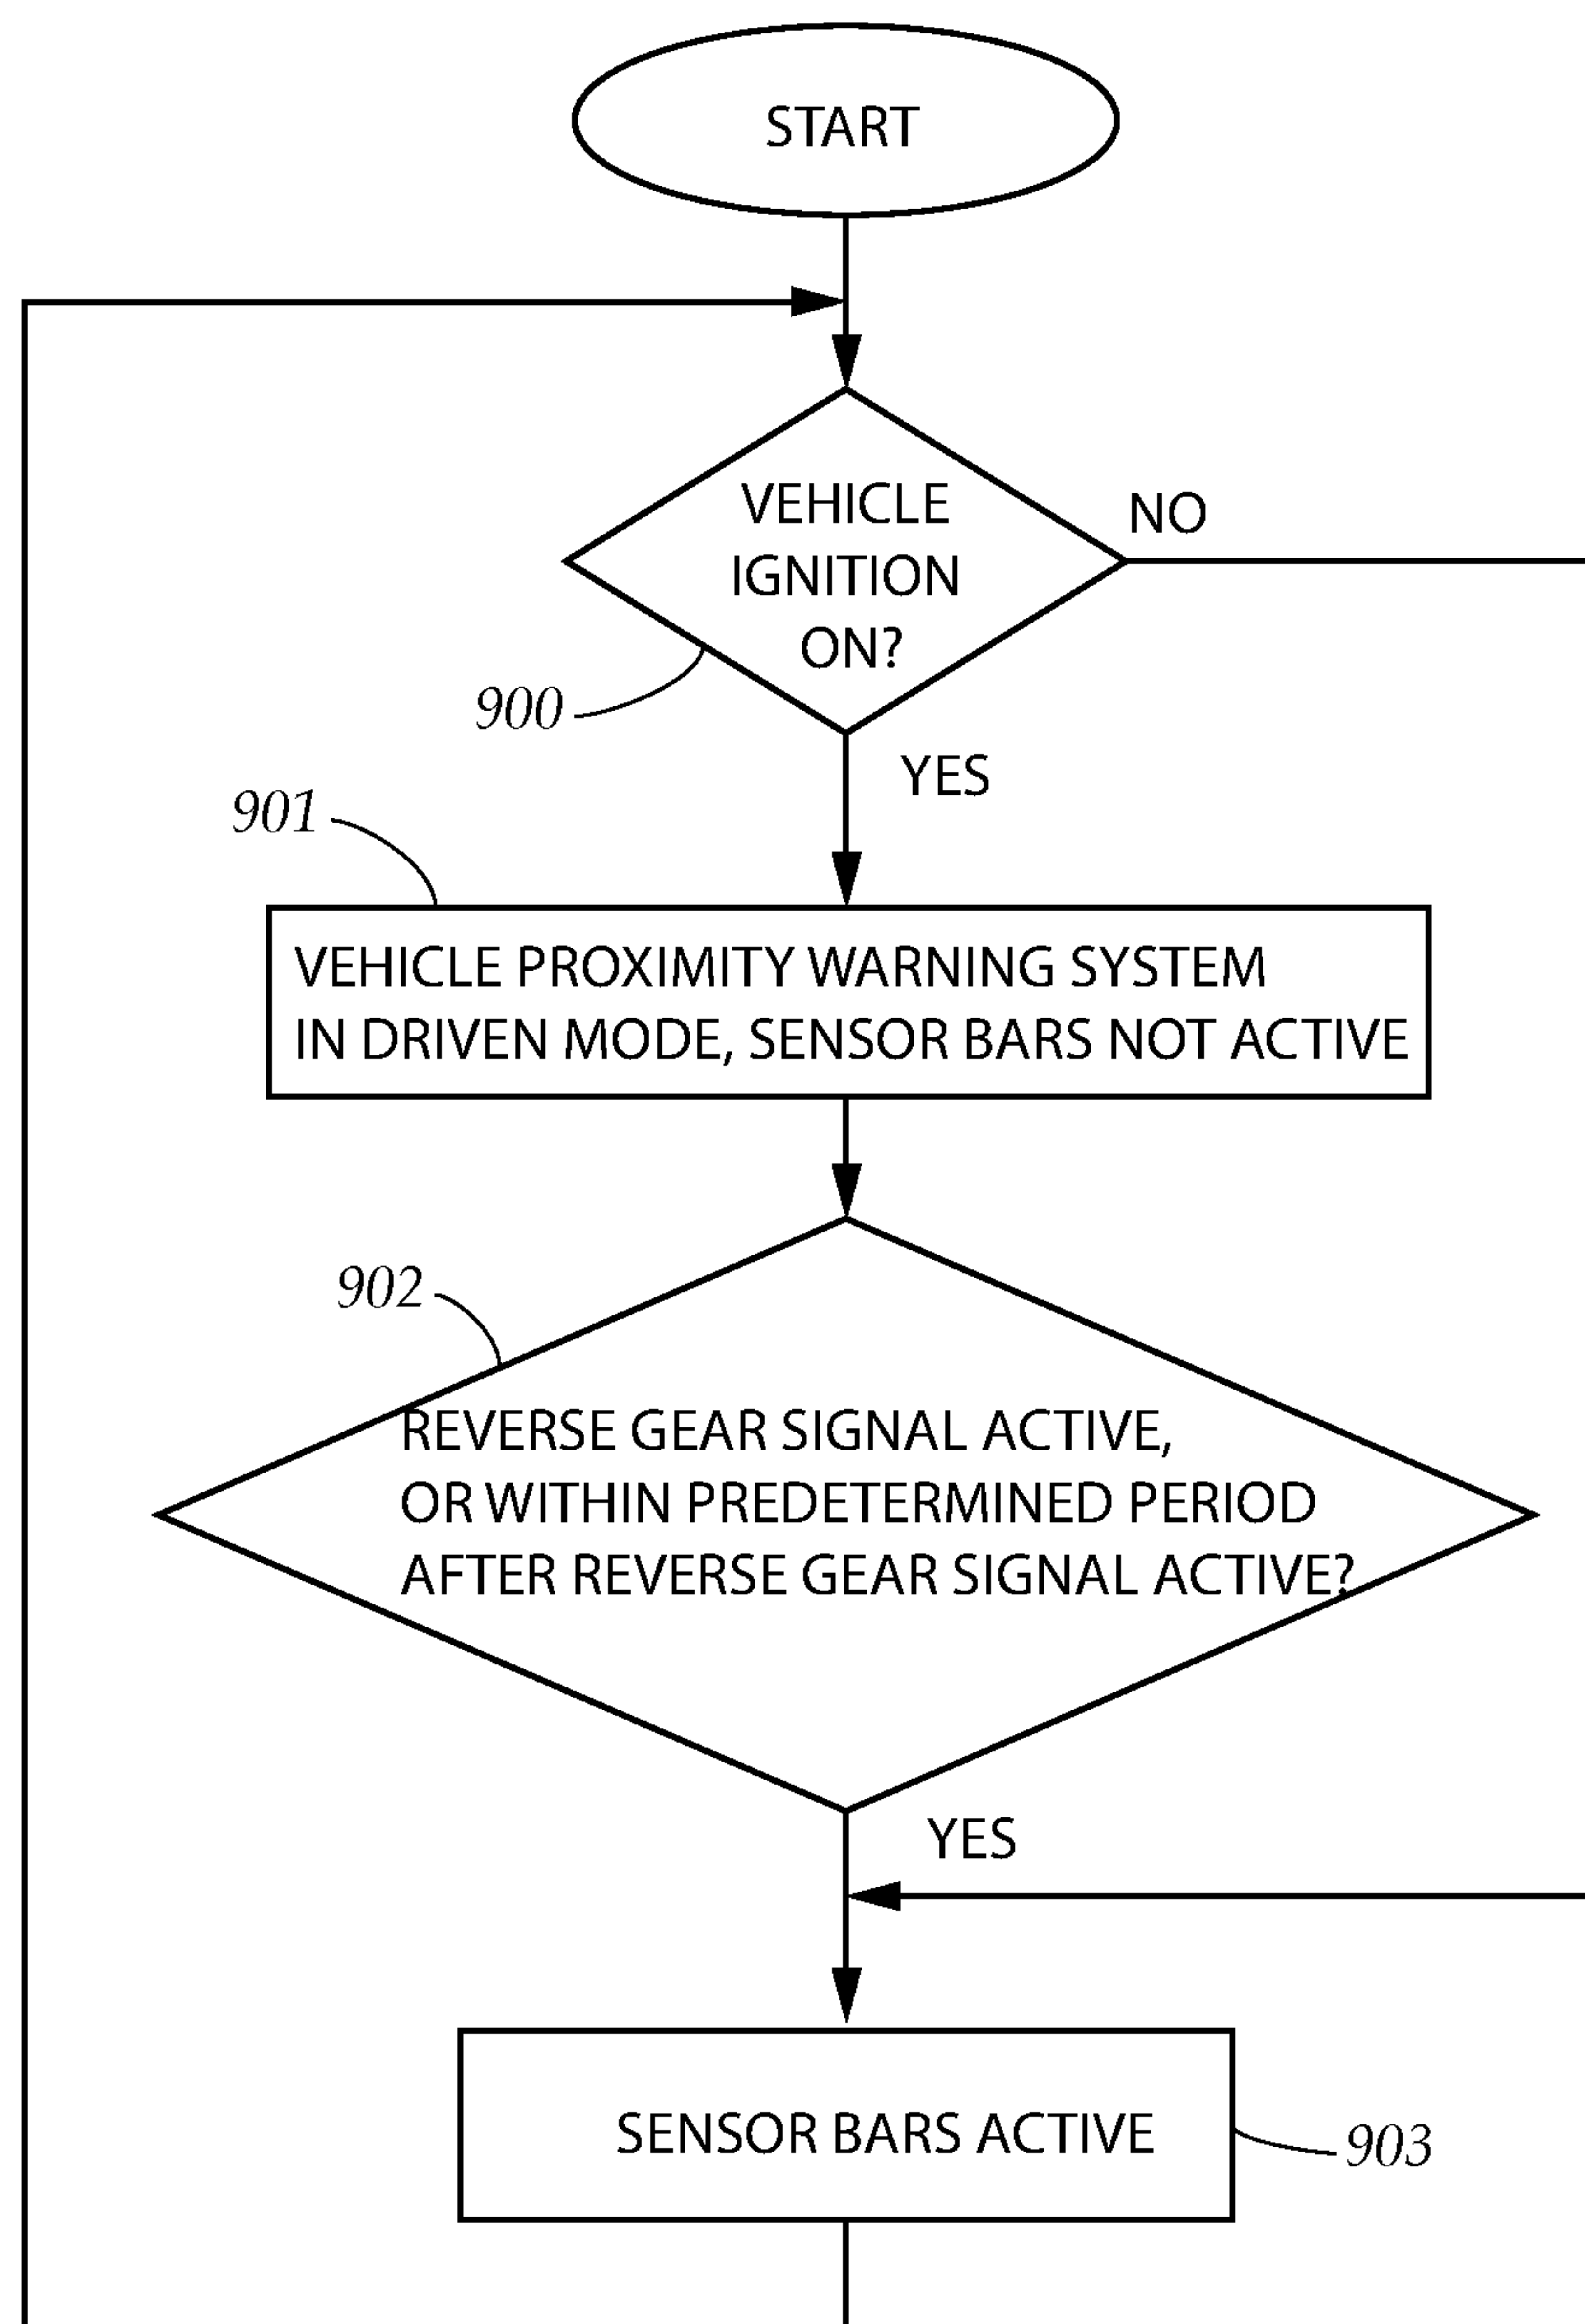 START
VEHICLE
IGNITION
ON?
NO
900
YES
901
VEHICLE PROXIMITY WARNING SYSTEM
IN DRIVEN MODE, SENSOR BARS NOT ACTIVE
902
REVERSE GEAR SIGNAL ACTIVE,
OR WITHIN PREDETERMINED PERIOD
AFTER REVERSE GEAR SIGNAL ACTIVE?
YES
SENSOR BARS ACTIVE
903